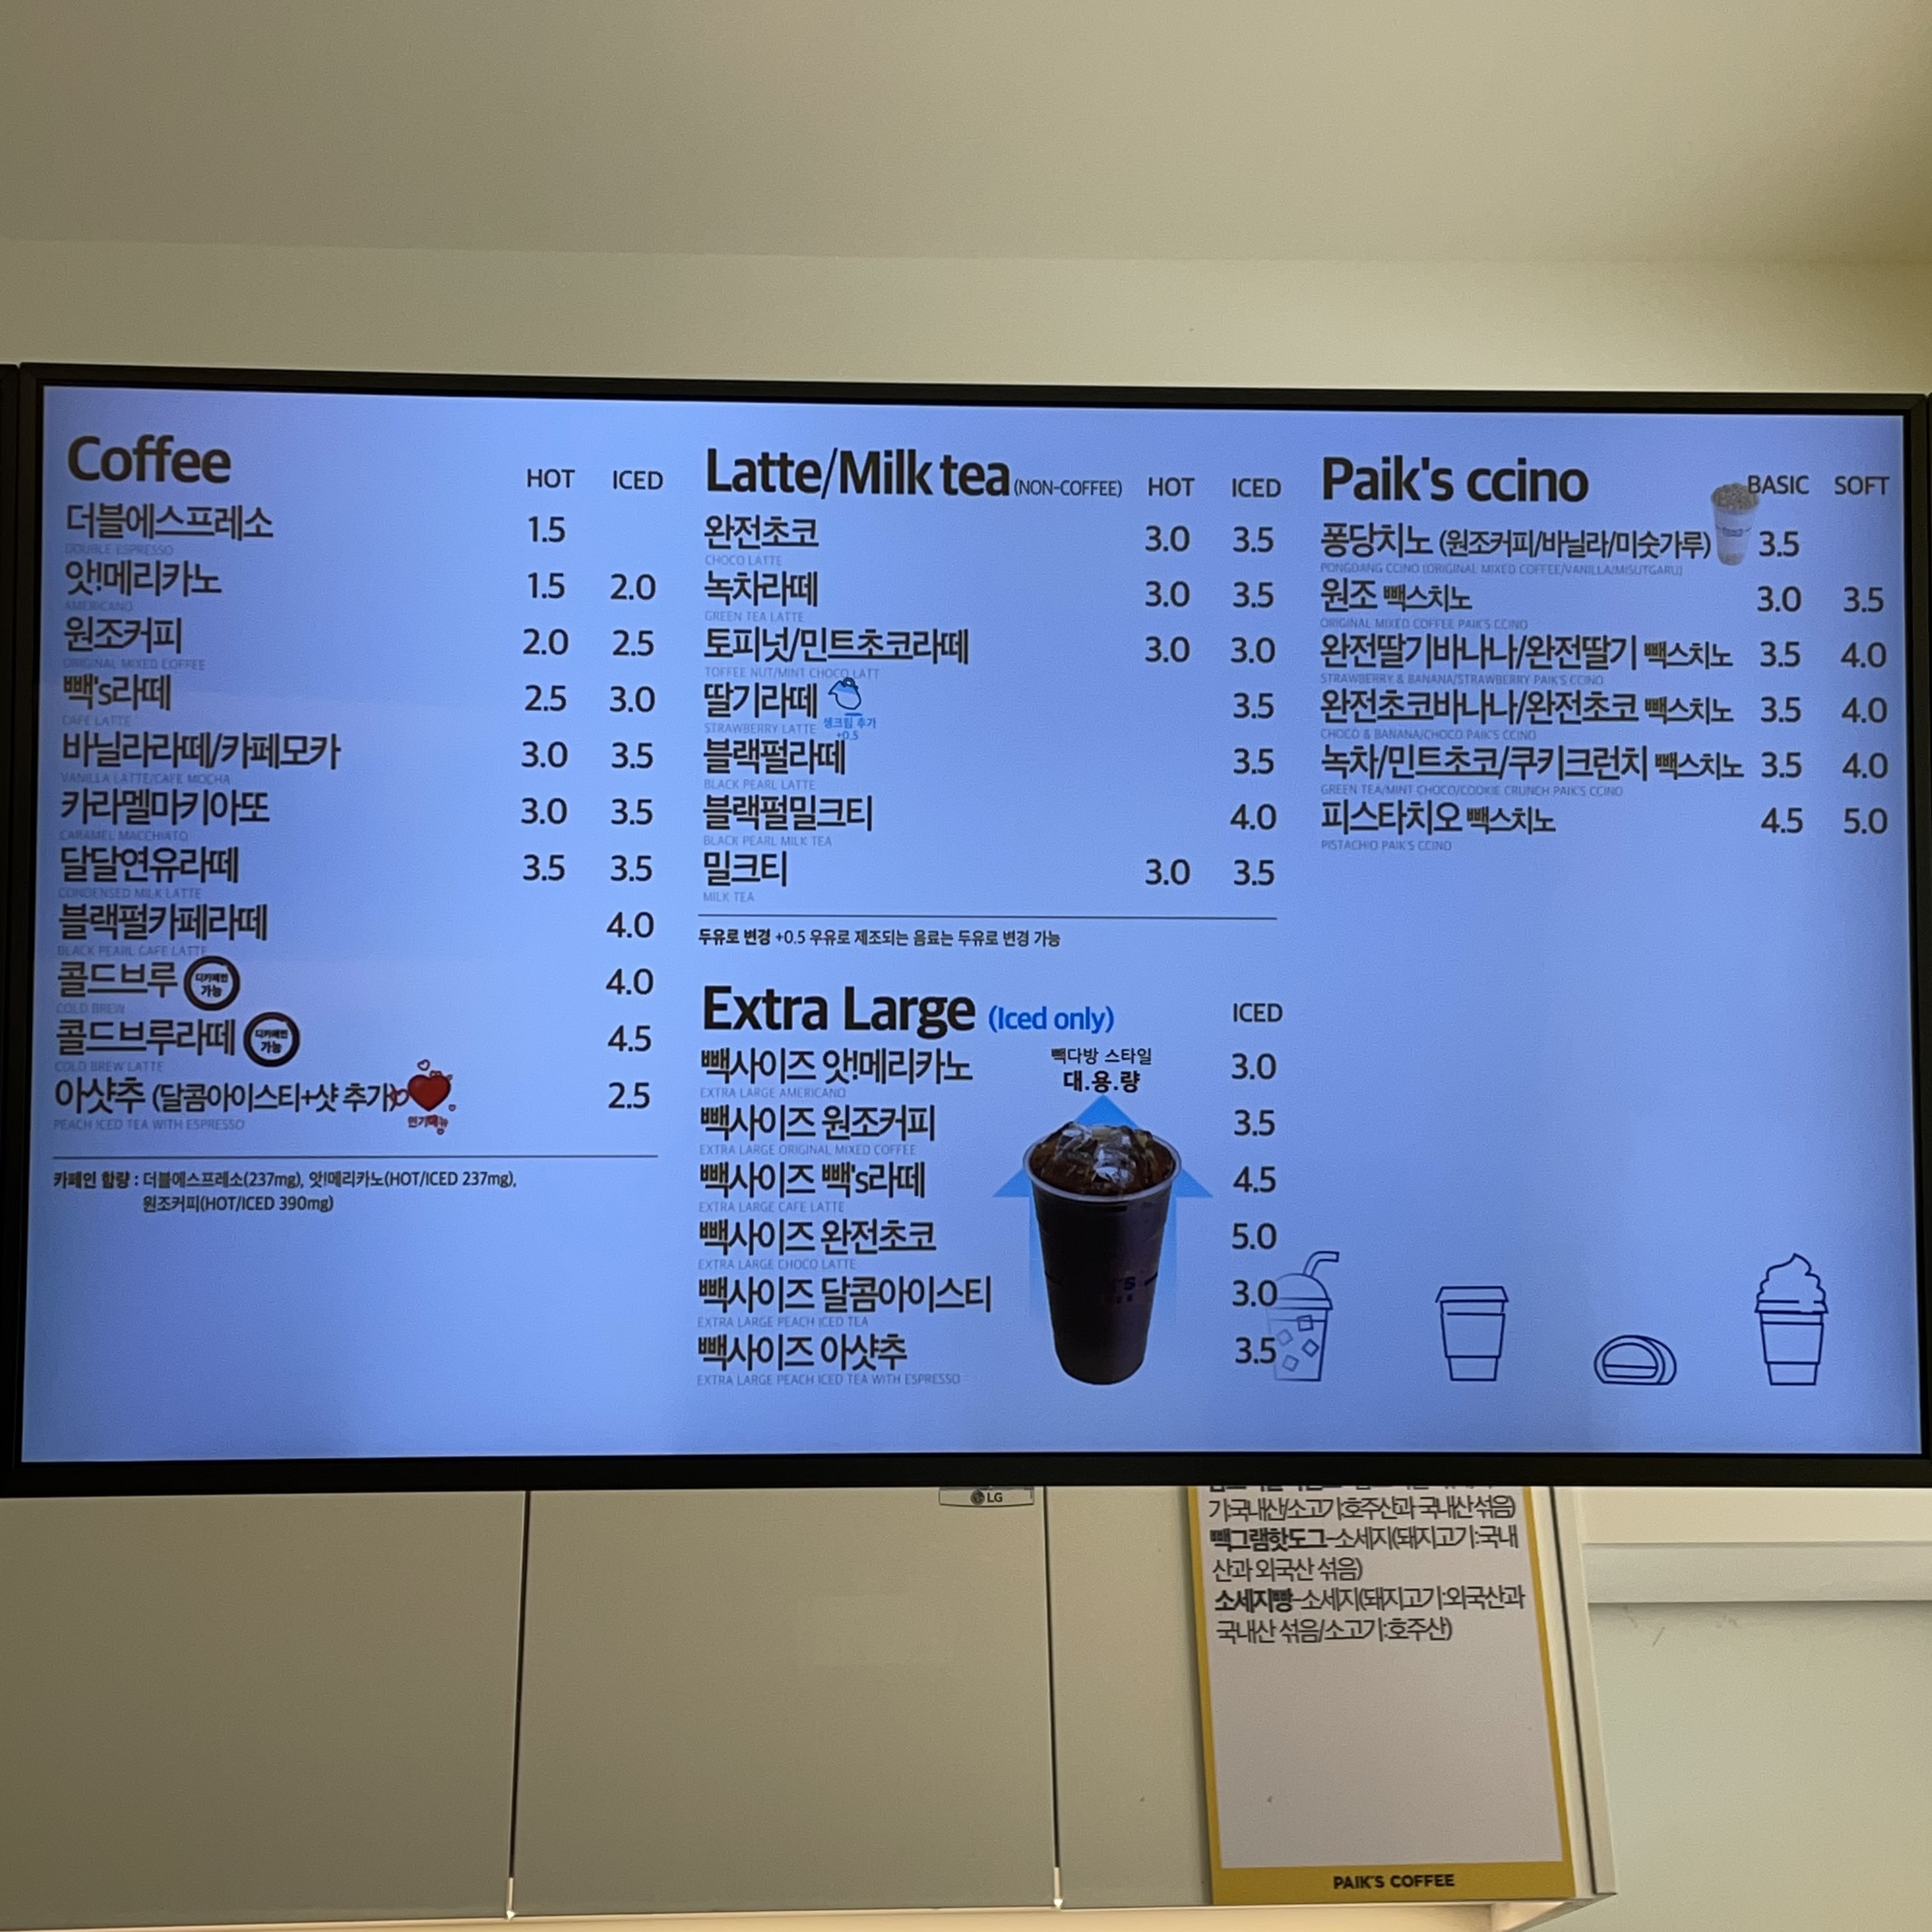 Coffee
HOT ICED
더블에스프레소 1.5
DOUBLE ESPRESSO
앗!메리카노 1.5 2.0
AMERICANO
원조커피 2.0 2.5
ORIGINAL MIXED COFFEE
빽's라떼 2.5 3.0
CAFE LATTE
바닐라라떼/카페모카 3.0 3.5
VANILLA LATTE/CAFE MOCHA
카라멜마키아또 3.0 3.5
CARAMEL MACCHIATO
달달연유라떼 3.5 3.5
CONDENSED MILK LATTE
블랙펄카페라떼 4.0
BLACK PEARL CAFE LATTE
콜드브루 디카페인 가능 4.0
COLD BREW
콜드브루라떼 디카페인 가능 4.5
COLD BREW LATTE
아샷추 (달콤아이스티+샷 추가) 2.5
PEACH ICED TEA WITH ESPRESSO
인기메뉴
카페인 함량 : 더블에스프레소(237mg), 앗!메리카노(HOT/ICED 237mg),
원조커피(HOT/ICED 390mg)
Latte/Milk tea (NON-COFFEE) HOT ICED
완전초코 3.0 3.5
CHOCO LATTE
녹차라떼 3.0 3.5
GREEN TEA LATTE
토피넛/민트초코라떼 3.0 3.0
TOFFEE NUT/MINT CHOCO LATT
딸기라떼 3.5
STRAWBERRY LATTE
생크림 추가
+0.5
블랙펄라떼 3.5
BLACK PEARL LATTE
블랙펄밀크티 4.0
BLACK PEARL MILK TEA
밀크티 3.0 3.5
MILK TEA
두유로 변경 +0.5 우유로 제조되는 음료는 두유로 변경 가능
Extra Large (Iced only) ICED
빽다방 스타일
대.용.량
빽사이즈 앗!메리카노 3.0
EXTRA LARGE AMERICANO
빽사이즈 원조커피 3.5
EXTRA LARGE ORIGINAL MIXED COFFEE
빽사이즈 빽's라떼 4.5
EXTRA LARGE CAFE LATTE
빽사이즈 완전초코 5.0
EXTRA LARGE CHOCO LATTE
빽사이즈 달콤아이스티 3.0
EXTRA LARGE PEACH ICED TEA
빽사이즈 아샷추 3.5
EXTRA LARGE PEACH ICED TEA WITH ESPRESSO
Paik's ccino BASIC SOFT
퐁당치노 (원조커피/바닐라/미숫가루) 3.5
PONGDANG CCINO (ORIGINAL MIXED COFFEE/VANILLA/MISUTGARU)
원조 빽스치노 3.0 3.5
ORIGINAL MIXED COFFEE PAIK'S CCINO
완전딸기바나나/완전딸기 빽스치노 3.5 4.0
STRAWBERRY & BANANA/STRAWBERRY PAIK'S CCINO
완전초코바나나/완전초코 빽스치노 3.5 4.0
CHOCO & BANANA/CHOCO PAIK'S CCINO
녹차/민트초코/쿠키크런치 빽스치노 3.5 4.0
GREEN TEA/MINT CHOCO/COOKIE CRUNCH PAIK'S CCINO
피스타치오 빽스치노 4.5 5.0
PISTACHIO PAIK'S CCINO
LG
기:국내산/소고기:호주산과 국내산 섞음)
빽그램핫도그-소세지(돼지고기:국내
산과 외국산 섞음)
소세지빵-소세지(돼지고기:외국산과
국내산 섞음/소고기:호주산)
PAIK'S COFFEE